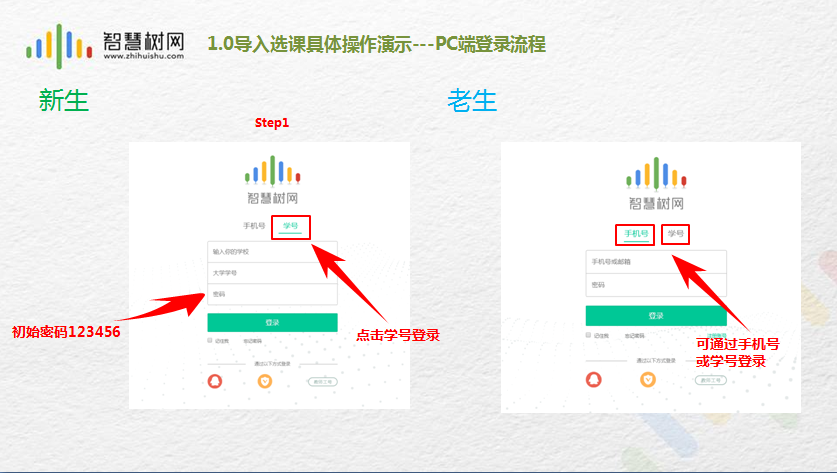 智慧树网
www.zhihuishu.com
1.0导入选课具体操作演示---PC端登录流程
新生
老生
Step1
智慧树网
手机号
学号
输入你的学校
大学学号
密码
登录
记住我
忘记密码
通过以下方式登录
初始密码123456
点击学号登录
智慧树网
手机号
学号
手机号或邮箱
密码
登录
记住我
忘记密码
通过以下方式登录
可通过手机号
或学号登录